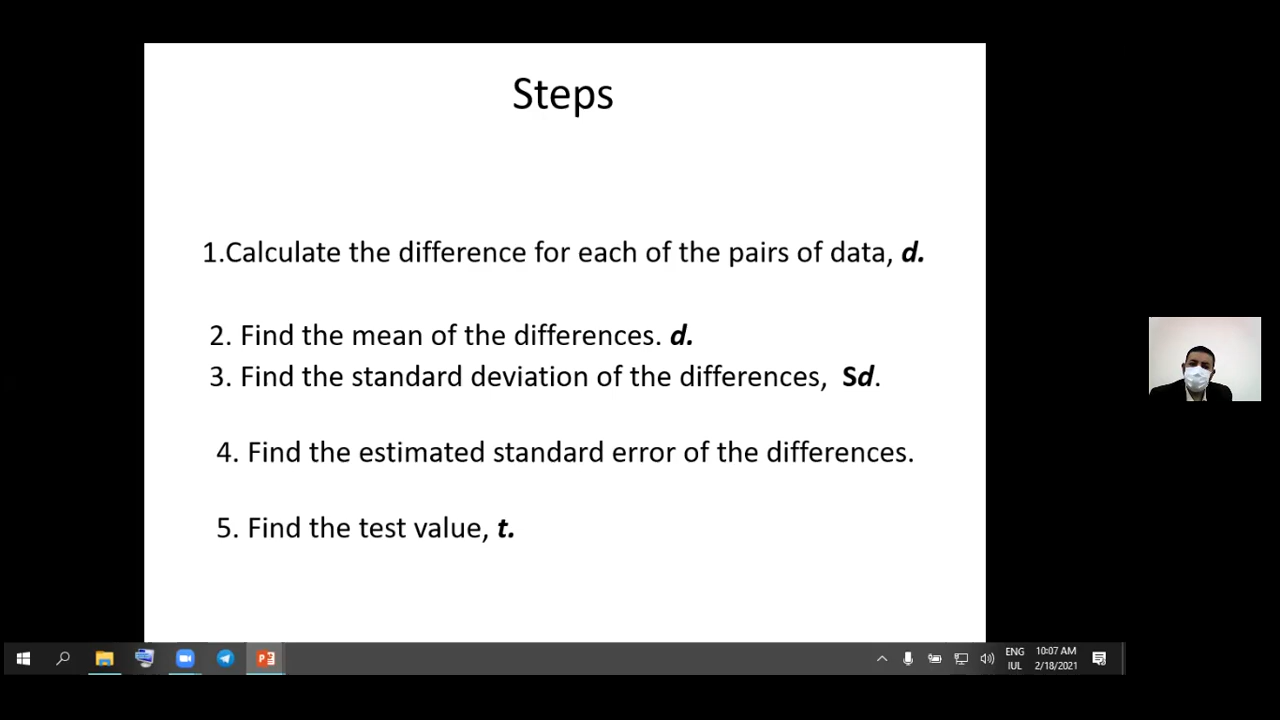 Steps
1.Calculate the difference for each of the pairs of data, d.
2. Find the mean of the differences. d.
3. Find the standard deviation of the differences,  Sd.
4. Find the estimated standard error of the differences.
5. Find the test value, t.
ENG
IUL
10:07 AM
2/18/2021